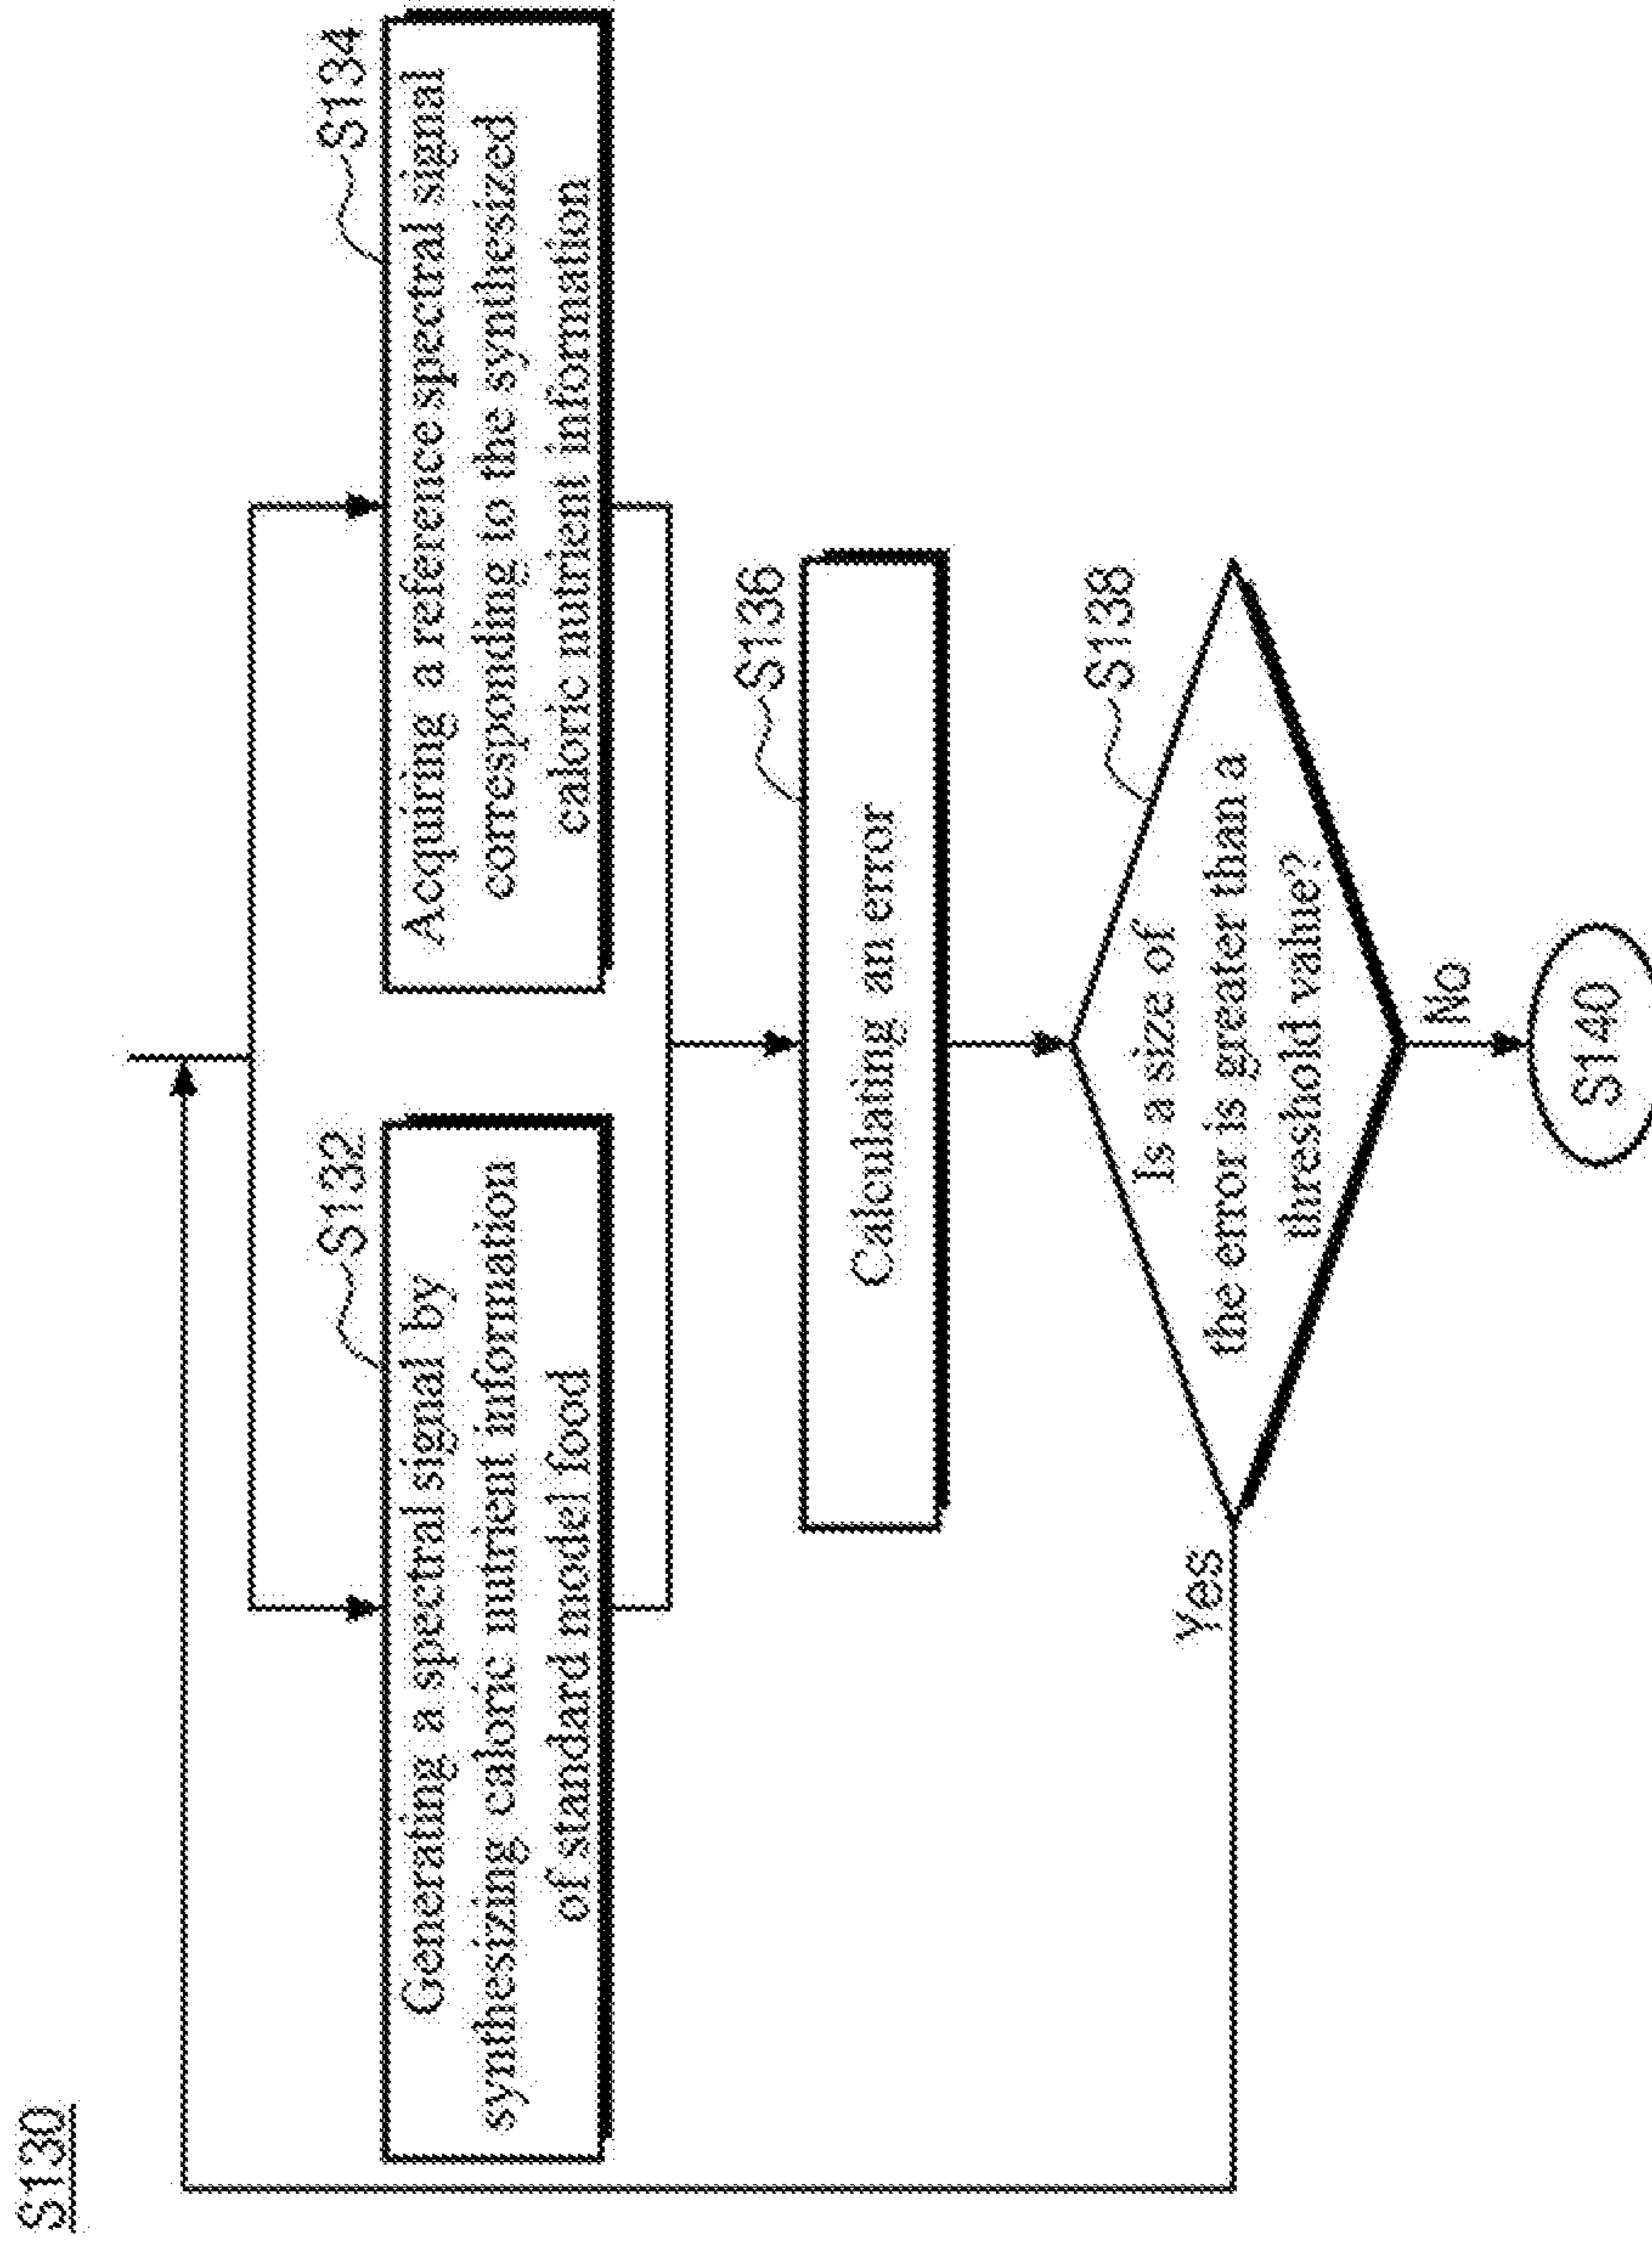 S130
S132
Generating a spectral signal by
synthesizing caloric nutrient information
of standard model food
S134
Acquiring a reference spectral signal
corresponding to the synthesized
caloric nutrient information
S136
Calculating an error
S138
Is a size of
the error is greater than a
threshold value?
Yes
No
S140